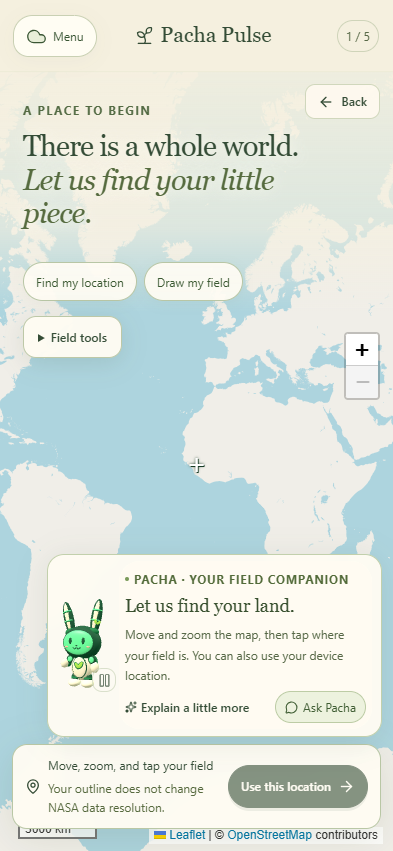 Menu
Pacha Pulse
1 / 5
Back
A PLACE TO BEGIN
There is a whole world.
Let us find your little
piece.
Find my location
Draw my field
Field tools
+
−
PACHA · YOUR FIELD COMPANION
Let us find your land.
Move and zoom the map, then tap where
your field is. You can also use your device
location.
Explain a little more
Ask Pacha
Move, zoom, and tap your field
Your outline does not change
NASA data resolution.
Use this location
3000 km
Leaflet | © OpenStreetMap contributors